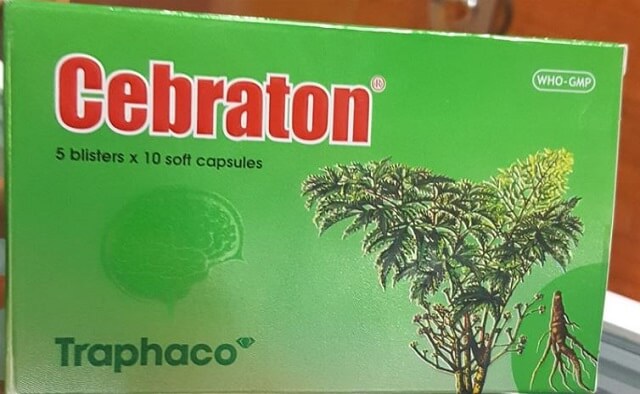 Cebraton®
WHO-GMP
5 blisters x 10 soft capsules
Traphaco